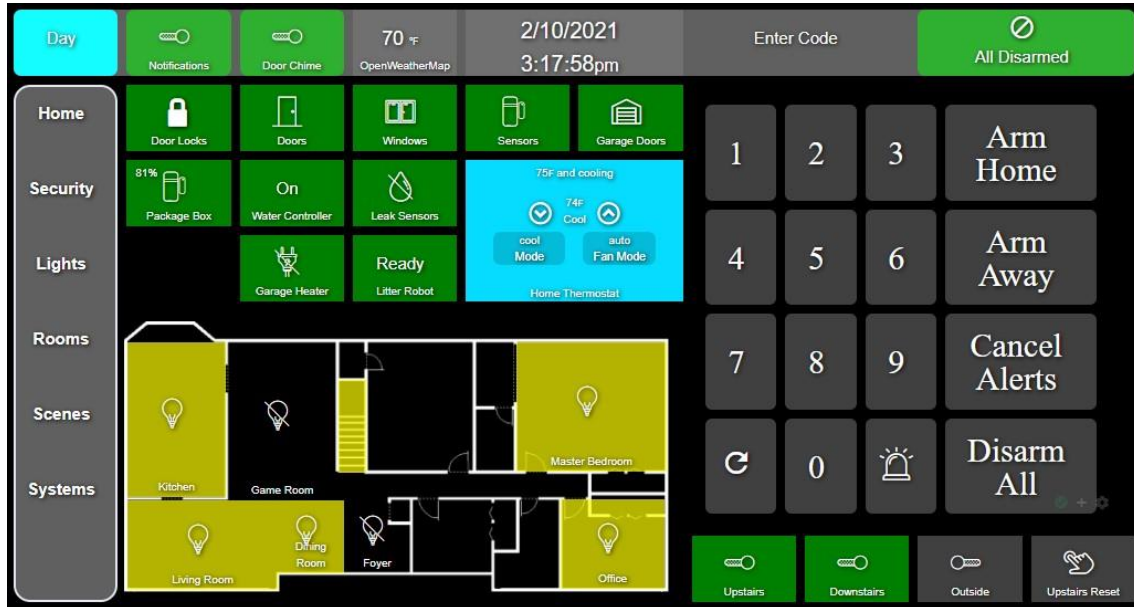 Day
Notifications
Door Chime
70 °F
OpenWeatherMap
2/10/2021
3:17:58pm
Enter Code
All Disarmed
Home
Security
Lights
Rooms
Scenes
Systems
Door Locks
Doors
Windows
Sensors
Garage Doors
81%
Package Box
On
Water Controller
Leak Sensors
75F and cooling
74F
Cool
cool
Mode
auto
Fan Mode
Home Thermostat
Garage Heater
Ready
Litter Robot
Kitchen
Game Room
Master Bedroom
Living Room
Dining
Room
Foyer
Office
1 2 3
Arm
Home
4 5 6
Arm
Away
7 8 9
Cancel
Alerts
0
Disarm
All
Upstairs
Downstairs
Outside
Upstairs Reset